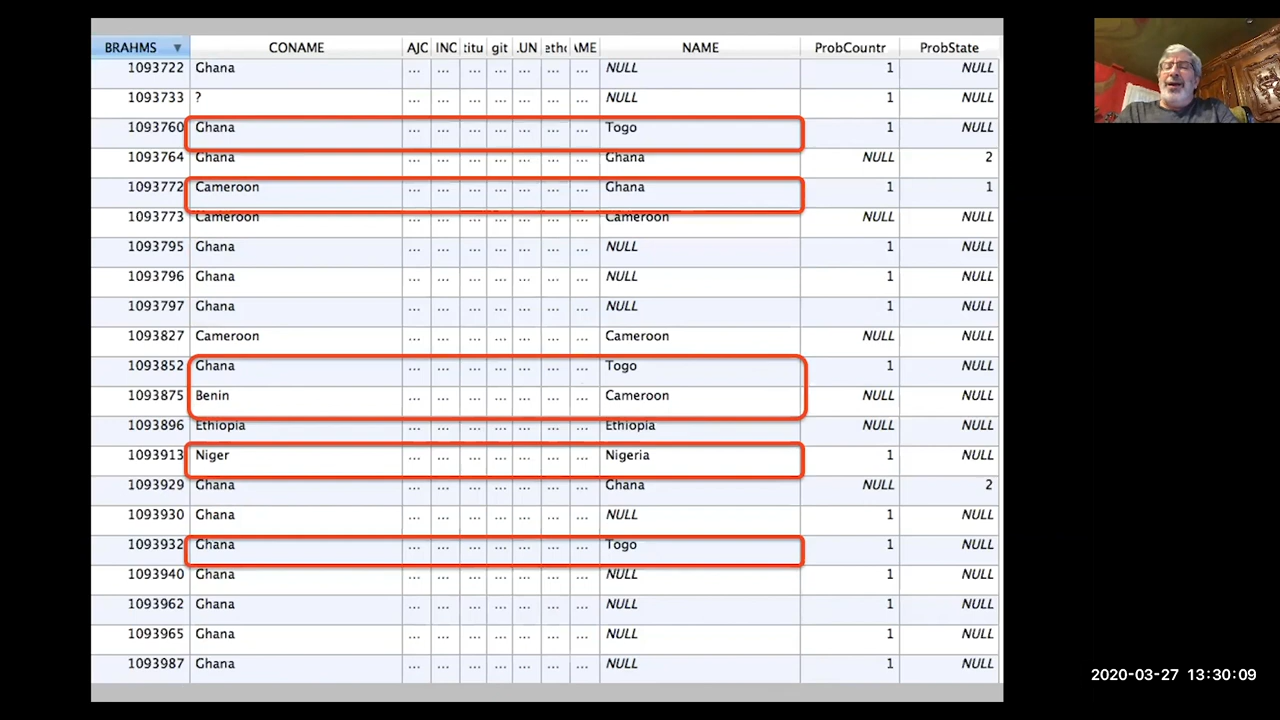 BRAHMS ▼ CONAME AJC INC titu git .UN etho AME NAME ProbCountr ProbState
1093722 Ghana ... ... ... ... ... ... ... NULL 1 NULL
1093733 ? ... ... ... ... ... ... ... NULL 1 NULL
1093760 Ghana ... ... ... ... ... ... ... Togo 1 NULL
1093764 Ghana ... ... ... ... ... ... ... Ghana NULL 2
1093772 Cameroon ... ... ... ... ... ... ... Ghana 1 1
1093773 Cameroon ... ... ... ... ... ... ... Cameroon NULL NULL
1093795 Ghana ... ... ... ... ... ... ... NULL 1 NULL
1093796 Ghana ... ... ... ... ... ... ... NULL 1 NULL
1093797 Ghana ... ... ... ... ... ... ... NULL 1 NULL
1093827 Cameroon ... ... ... ... ... ... ... Cameroon NULL NULL
1093852 Ghana ... ... ... ... ... ... ... Togo 1 NULL
1093875 Benin ... ... ... ... ... ... ... Cameroon NULL NULL
1093896 Ethiopia ... ... ... ... ... ... ... Ethiopia NULL NULL
1093913 Niger ... ... ... ... ... ... ... Nigeria 1 NULL
1093929 Ghana ... ... ... ... ... ... ... Ghana NULL 2
1093930 Ghana ... ... ... ... ... ... ... NULL 1 NULL
1093932 Ghana ... ... ... ... ... ... ... Togo 1 NULL
1093940 Ghana ... ... ... ... ... ... ... NULL 1 NULL
1093962 Ghana ... ... ... ... ... ... ... NULL 1 NULL
1093965 Ghana ... ... ... ... ... ... ... NULL 1 NULL
1093987 Ghana ... ... ... ... ... ... ... NULL 1 NULL
2020-03-27 13:30:09